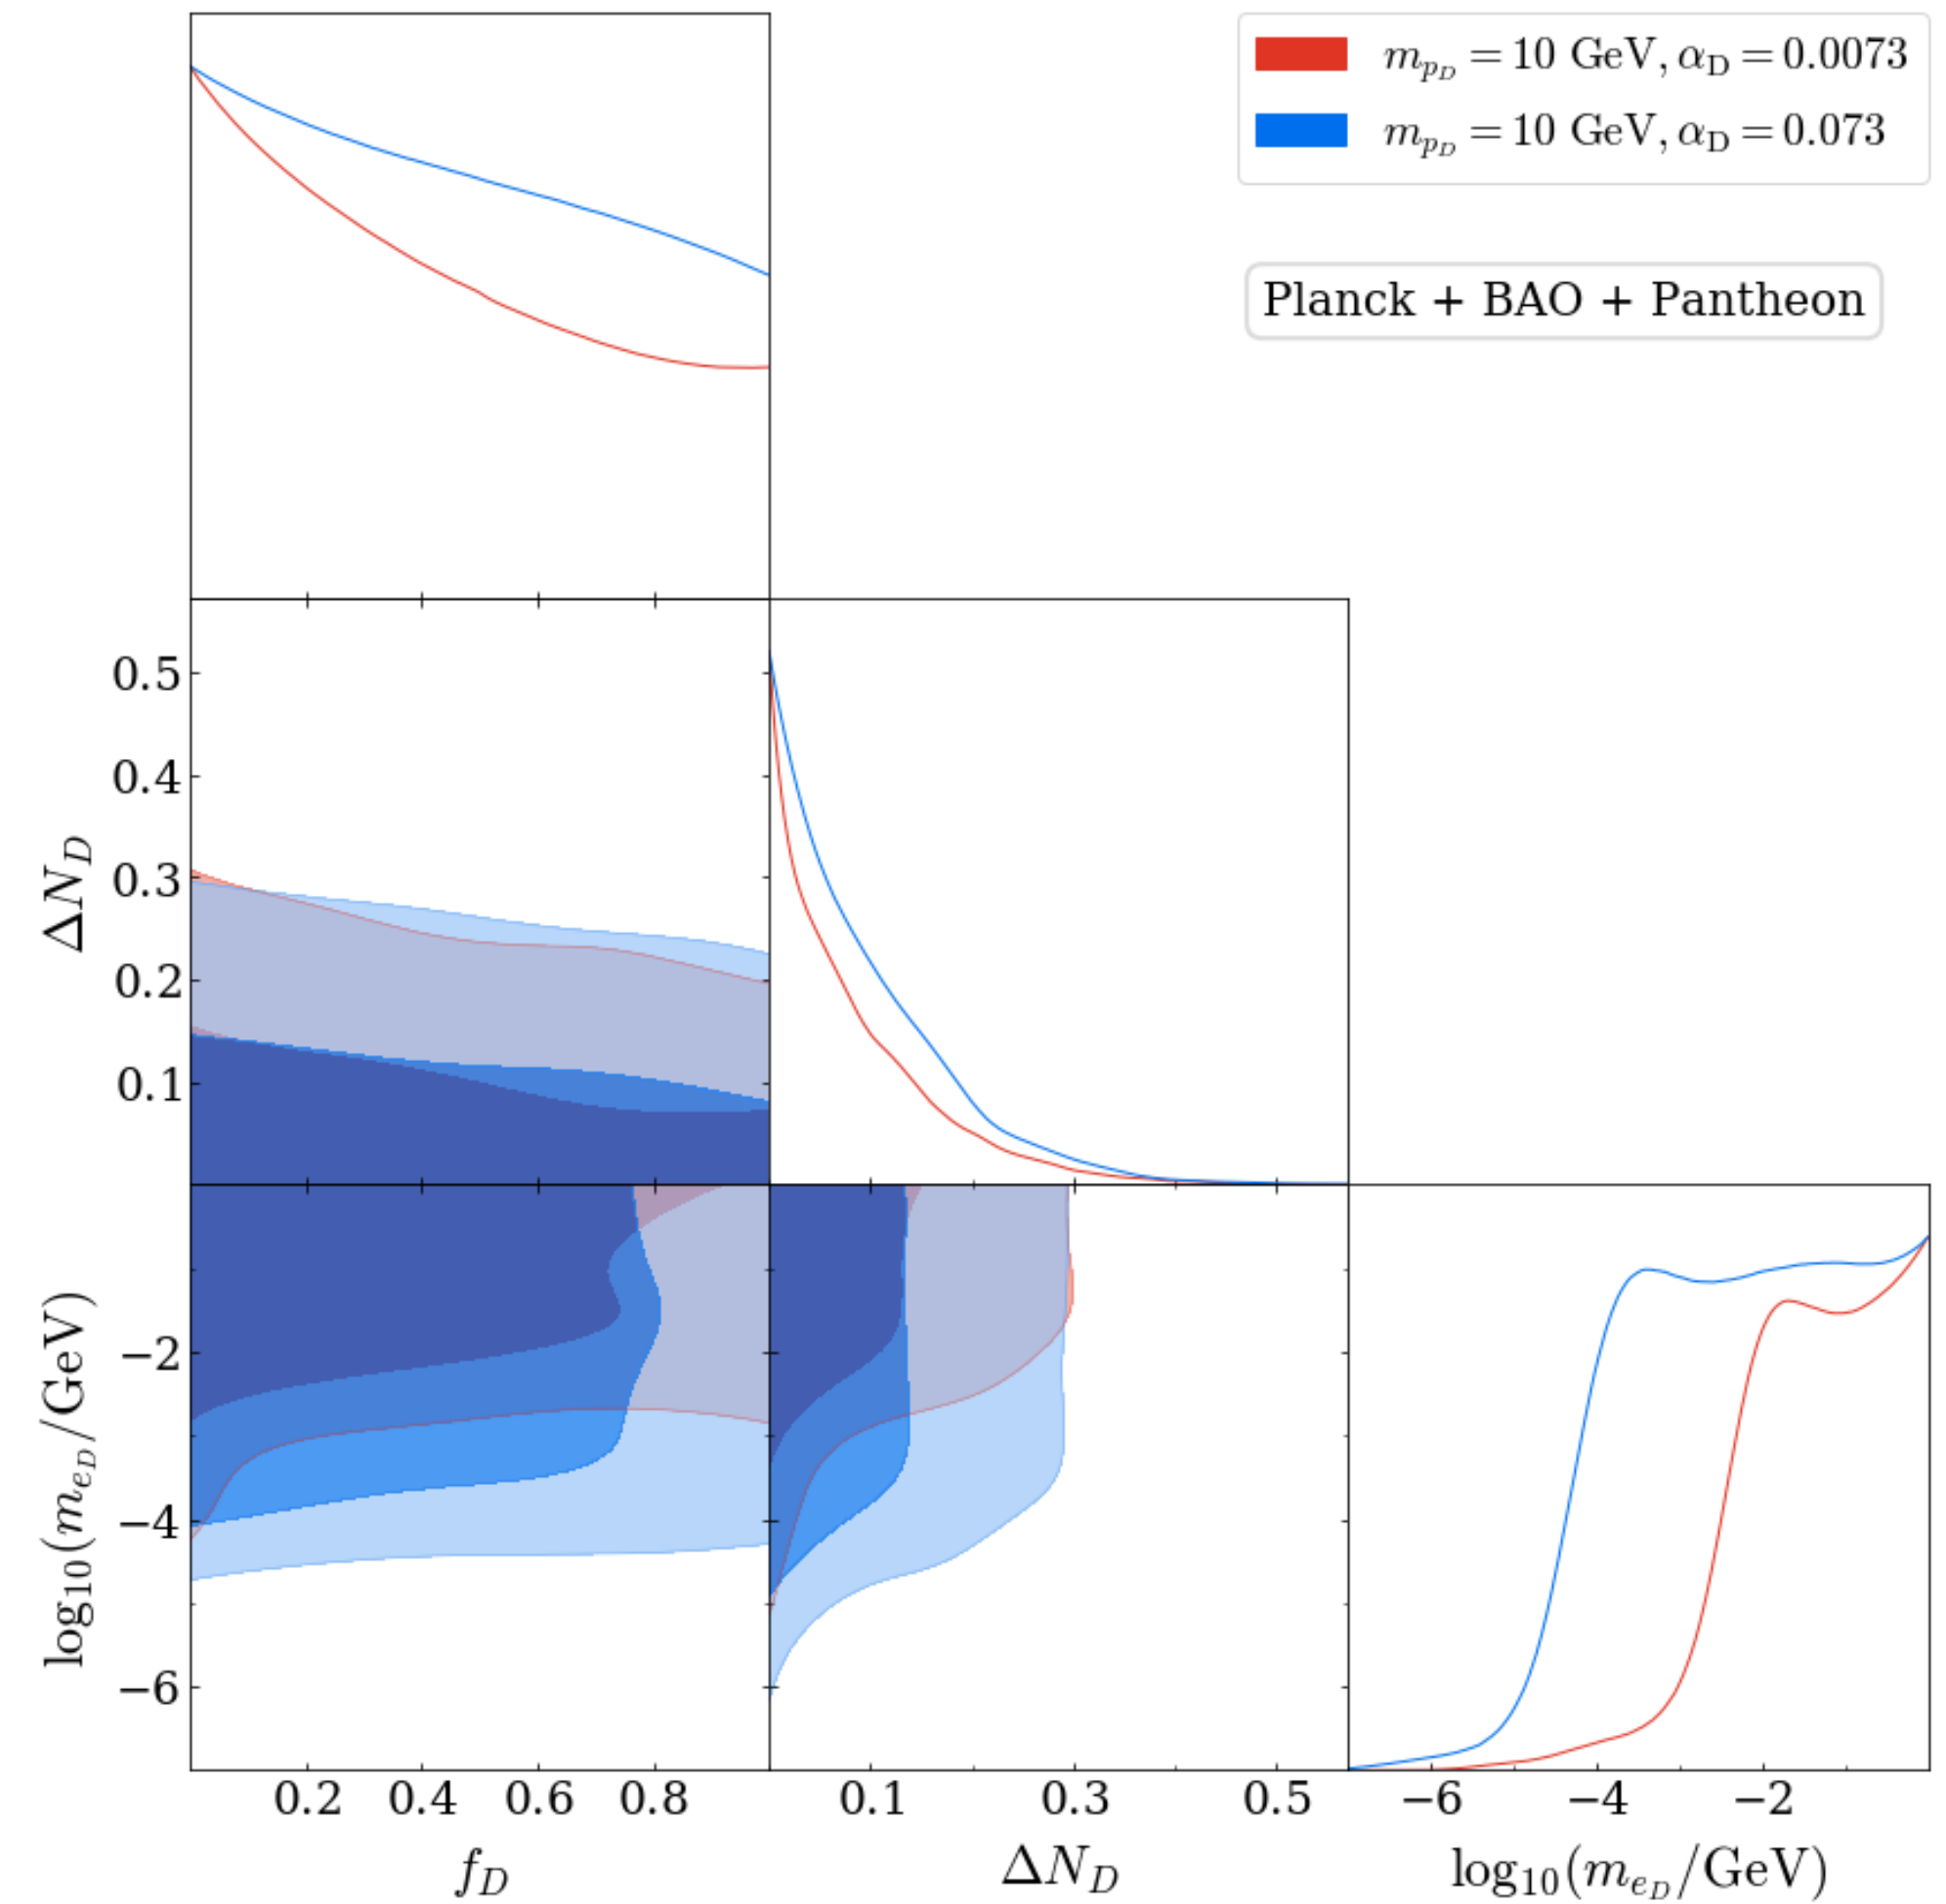 m_{p_D} = 10 GeV, α_D = 0.0073
m_{p_D} = 10 GeV, α_D = 0.073
Planck + BAO + Pantheon
0.5
0.4
0.3
0.2
0.1
ΔN_D
−2
−4
−6
log₁₀(m_{e_D}/GeV)
0.2 0.4 0.6 0.8
0.1 0.3 0.5
−6 −4 −2
f_D
ΔN_D
log₁₀(m_{e_D}/GeV)